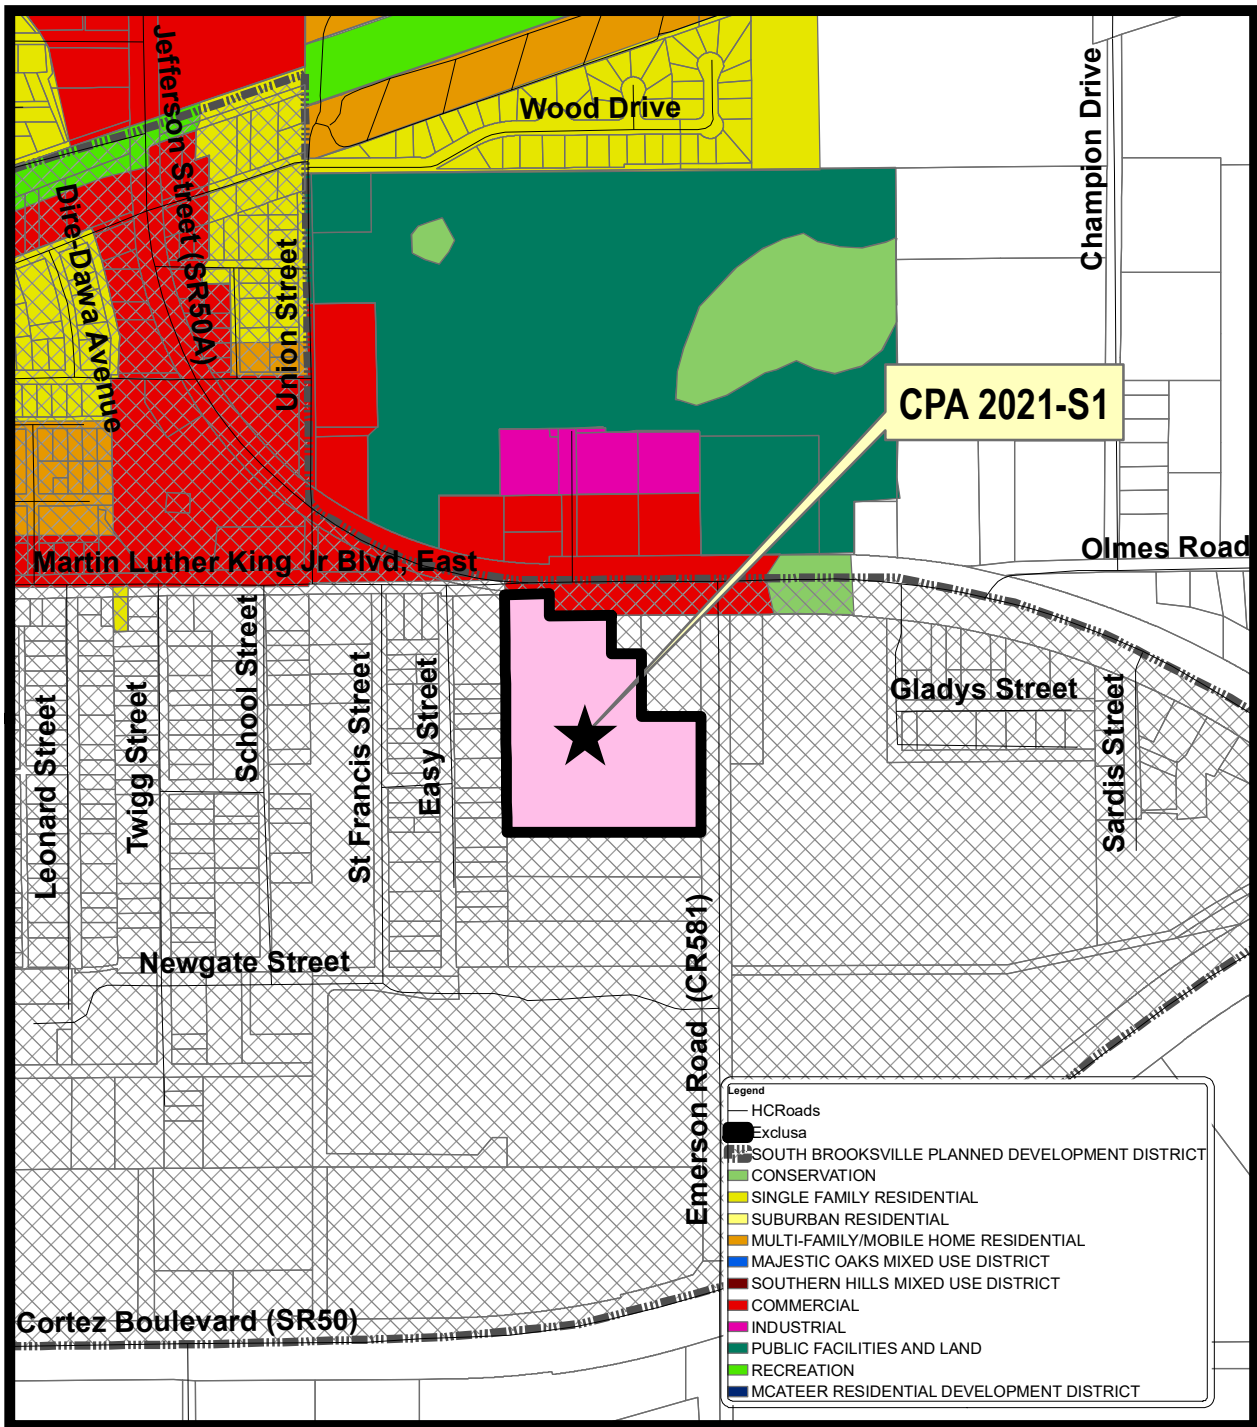 Wood Drive
Champion Drive
Jefferson Street (SR50A)
Dire-Dawa Avenue
Union Street
CPA 2021-S1
Olmes Road
Martin Luther King Jr Blvd, East
Leonard Street
Twigg Street
School Street
St Francis Street
Easy Street
Gladys Street
Sardis Street
Newgate Street
Emerson Road (CR581)
Cortez Boulevard (SR50)
Legend
HCRoads
Exclusa
SOUTH BROOKSVILLE PLANNED DEVELOPMENT DISTRICT
CONSERVATION
SINGLE FAMILY RESIDENTIAL
SUBURBAN RESIDENTIAL
MULTI-FAMILY/MOBILE HOME RESIDENTIAL
MAJESTIC OAKS MIXED USE DISTRICT
SOUTHERN HILLS MIXED USE DISTRICT
COMMERCIAL
INDUSTRIAL
PUBLIC FACILITIES AND LAND
RECREATION
MCATEER RESIDENTIAL DEVELOPMENT DISTRICT